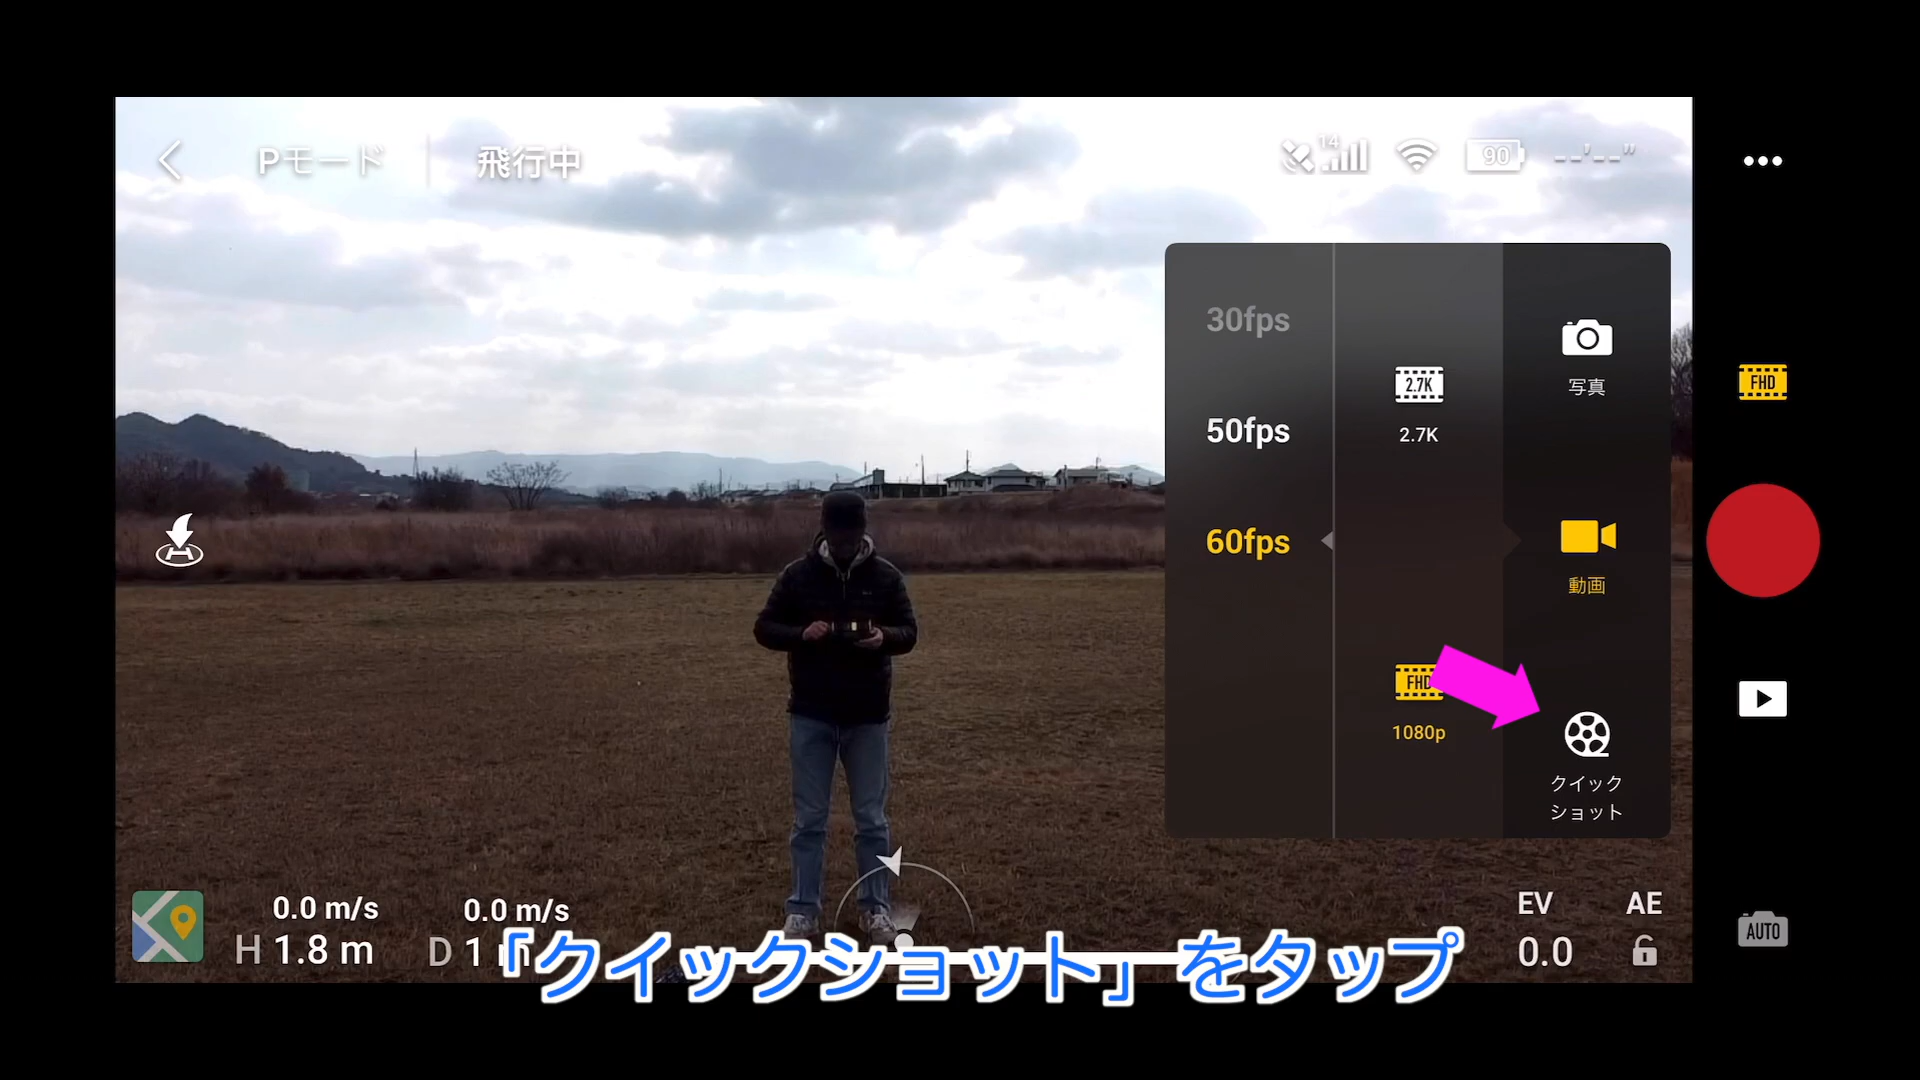 Pモード
飛行中
14
90
--'--"
30fps
50fps
60fps
2.7K
2.7K
FHD
1080p
写真
動画
クイック
ショット
FHD
0.0 m/s
0.0 m/s
H 1.8 m
D 1
EV
0.0
AE
AUTO
「クイックショット」をタップ